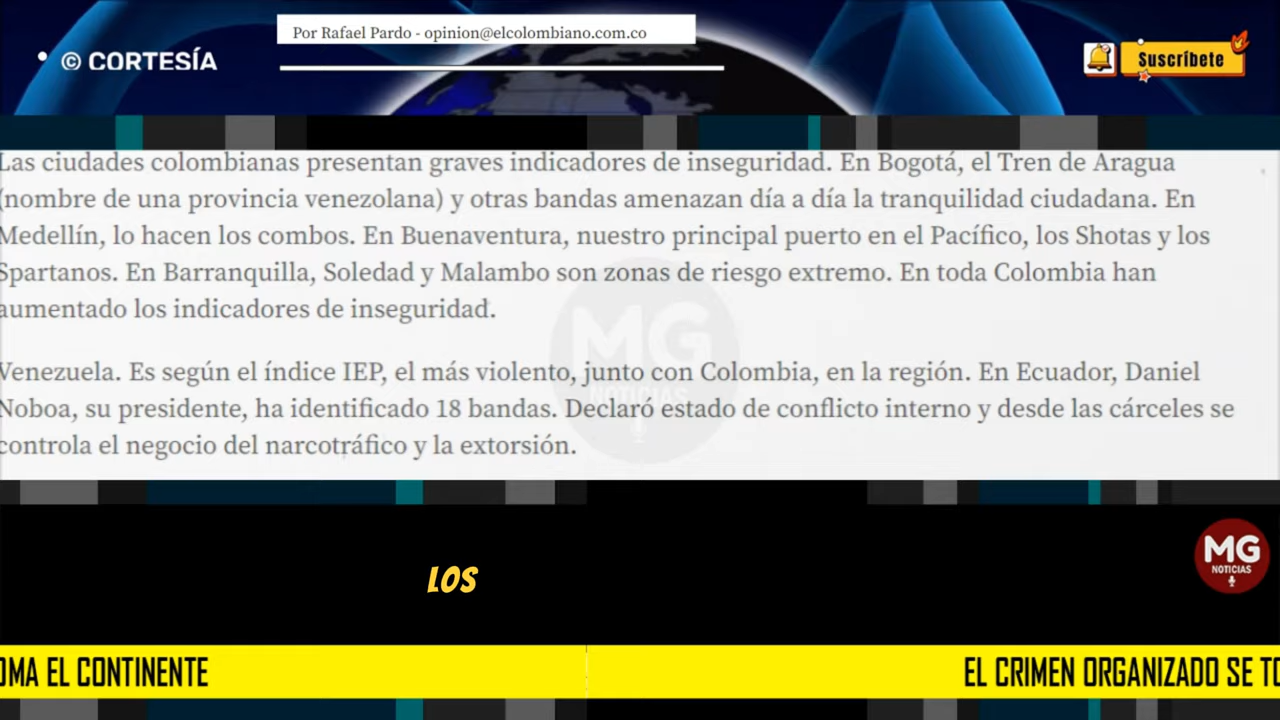 Por Rafael Pardo - opinion@elcolombiano.com.co
© CORTESÍA
Suscríbete
Las ciudades colombianas presentan graves indicadores de inseguridad. En Bogotá, el Tren de Aragua
(nombre de una provincia venezolana) y otras bandas amenazan día a día la tranquilidad ciudadana. En
Medellín, lo hacen los combos. En Buenaventura, nuestro principal puerto en el Pacífico, los Shotas y los
Spartanos. En Barranquilla, Soledad y Malambo son zonas de riesgo extremo. En toda Colombia han
aumentado los indicadores de inseguridad.
Venezuela. Es según el índice IEP, el más violento, junto con Colombia, en la región. En Ecuador, Daniel
Noboa, su presidente, ha identificado 18 bandas. Declaró estado de conflicto interno y desde las cárceles se
controla el negocio del narcotráfico y la extorsión.
MG
NOTICIAS
LOS
MG
NOTICIAS
OMA EL CONTINENTE
EL CRIMEN ORGANIZADO SE TO